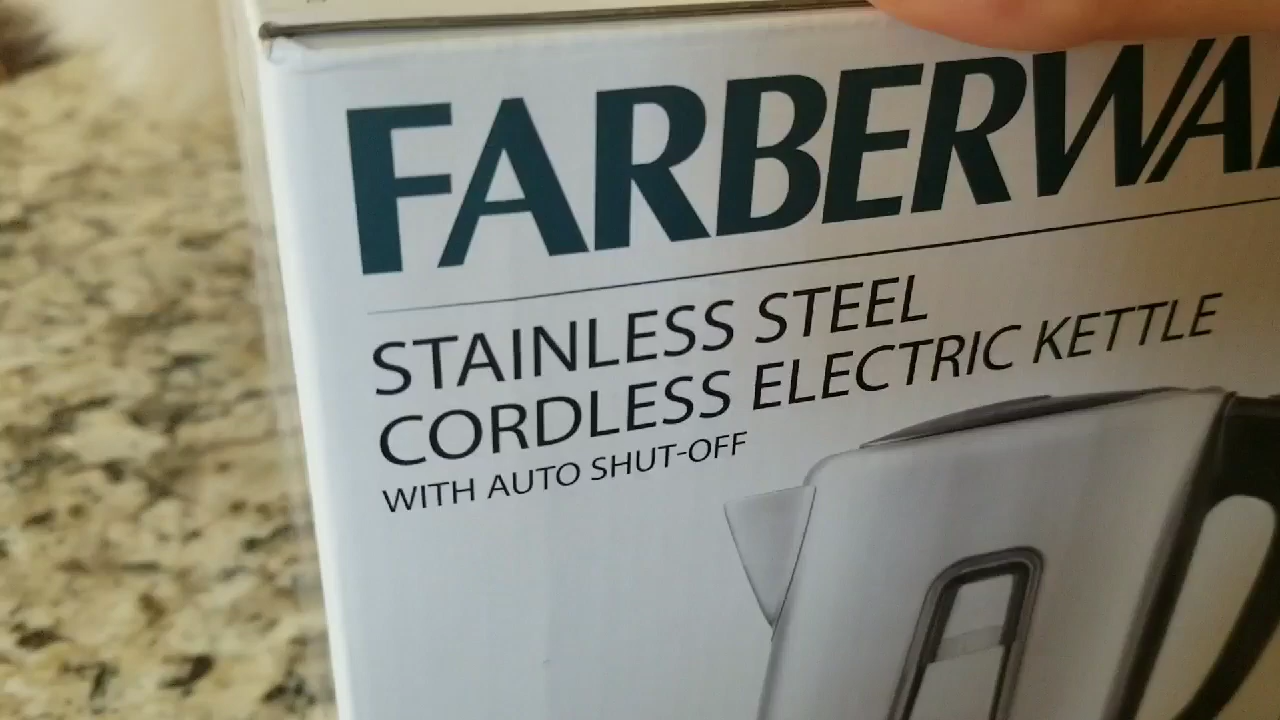 FARBERWA
STAINLESS STEEL
CORDLESS ELECTRIC KETTLE
WITH AUTO SHUT-OFF